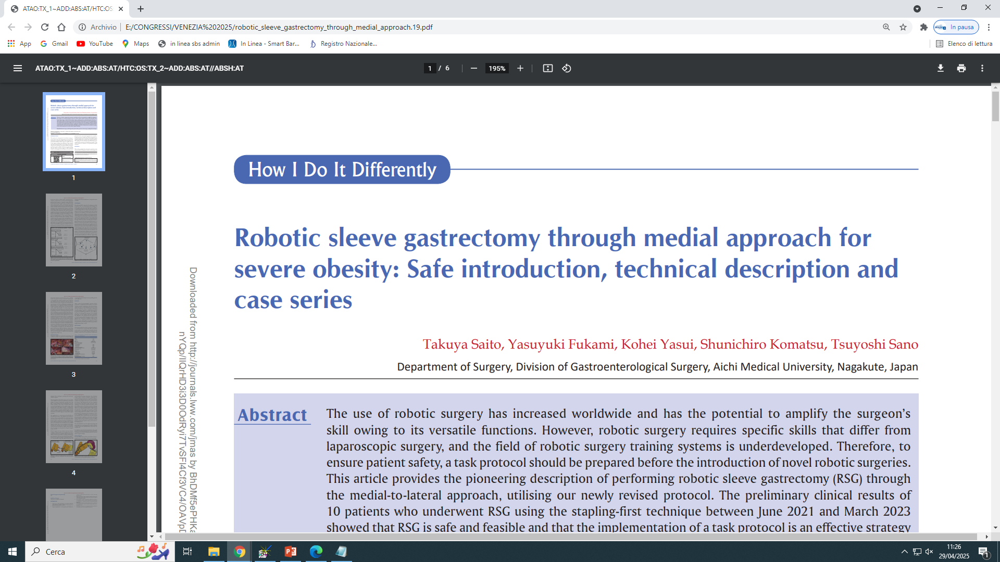 ATAO:TX_1~ADD:ABS:AT/HTC:OS
Archivio
E:/CONGRESSI/VENEZIA%202025/robotic_sleeve_gastrectomy_through_medial_approach.19.pdf
In pausa
App
Gmail
YouTube
Maps
in linea sbs admin
In Linea - Smart Bar...
Registro Nazionale...
Elenco di lettura
ATAO:TX_1~ADD:ABS:AT/HTC:OS:TX_2~ADD:ABS:AT//ABSH:AT
1 / 6
195%
1
2
3
4
How I Do It Differently
Robotic sleeve gastrectomy through medial approach for
severe obesity: Safe introduction, technical description and
case series
Takuya Saito, Yasuyuki Fukami, Kohei Yasui, Shunichiro Komatsu, Tsuyoshi Sano
Department of Surgery, Division of Gastroenterological Surgery, Aichi Medical University, Nagakute, Japan
Abstract
The use of robotic surgery has increased worldwide and has the potential to amplify the surgeon's
skill owing to its versatile functions. However, robotic surgery requires specific skills that differ from
laparoscopic surgery, and the field of robotic surgery training systems is underdeveloped. Therefore, to
ensure patient safety, a task protocol should be prepared before the introduction of novel robotic surgeries.
This article provides the pioneering description of performing robotic sleeve gastrectomy (RSG) through
the medial-to-lateral approach, utilising our newly revised protocol. The preliminary clinical results of
10 patients who underwent RSG using the stapling-first technique between June 2021 and March 2023
showed that RSG is safe and feasible and that the implementation of a task protocol is an effective strategy
Downloaded from http://journals.lww.com/jmas by
Cerca
11:26
29/04/2025
1